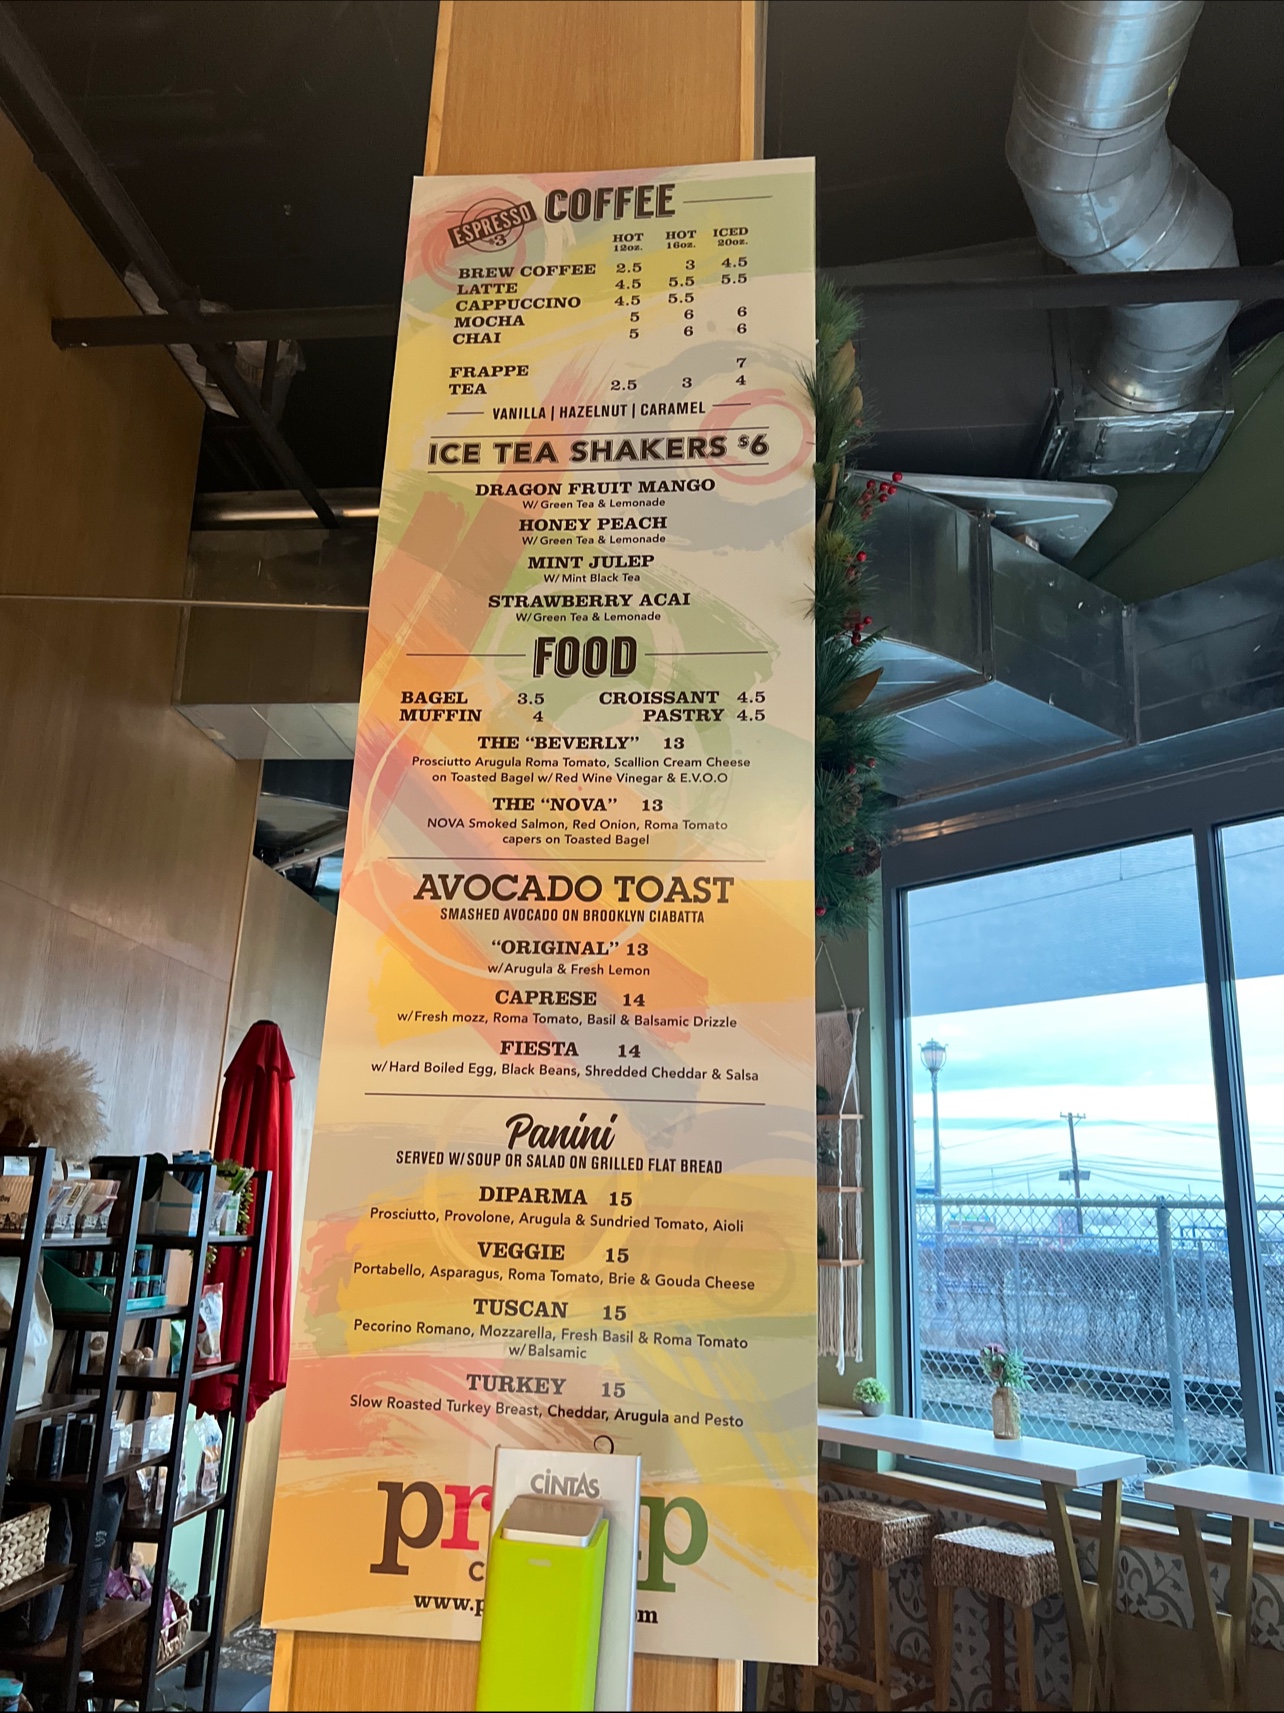 ESPRESSO
$3
COFFEE
HOT HOT ICED
12oz. 16oz. 20oz.
BREW COFFEE 2.5 3 4.5
LATTE 4.5 5.5 5.5
CAPPUCCINO 4.5 5.5
MOCHA 5 6 6
CHAI 5 6 6
FRAPPE 7
TEA 2.5 3 4
VANILLA | HAZELNUT | CARAMEL
ICE TEA SHAKERS $6
DRAGON FRUIT MANGO
W/ Green Tea & Lemonade
HONEY PEACH
W/ Green Tea & Lemonade
MINT JULEP
W/ Mint Black Tea
STRAWBERRY ACAI
W/ Green Tea & Lemonade
FOOD
BAGEL 3.5 CROISSANT 4.5
MUFFIN 4 PASTRY 4.5
THE “BEVERLY” 13
Prosciutto Arugula Roma Tomato, Scallion Cream Cheese
on Toasted Bagel w/ Red Wine Vinegar & E.V.O.O
THE “NOVA” 13
NOVA Smoked Salmon, Red Onion, Roma Tomato
capers on Toasted Bagel
AVOCADO TOAST
SMASHED AVOCADO ON BROOKLYN CIABATTA
“ORIGINAL” 13
w/Arugula & Fresh Lemon
CAPRESE 14
w/Fresh mozz, Roma Tomato, Basil & Balsamic Drizzle
FIESTA 14
w/ Hard Boiled Egg, Black Beans, Shredded Cheddar & Salsa
Panini
SERVED W/ SOUP OR SALAD ON GRILLED FLAT BREAD
DIPARMA 15
Prosciutto, Provolone, Arugula & Sundried Tomato, Aioli
VEGGIE 15
Portabello, Asparagus, Roma Tomato, Brie & Gouda Cheese
TUSCAN 15
Pecorino Romano, Mozzarella, Fresh Basil & Roma Tomato
w/ Balsamic
TURKEY 15
Slow Roasted Turkey Breast, Cheddar, Arugula and Pesto
CINTAS